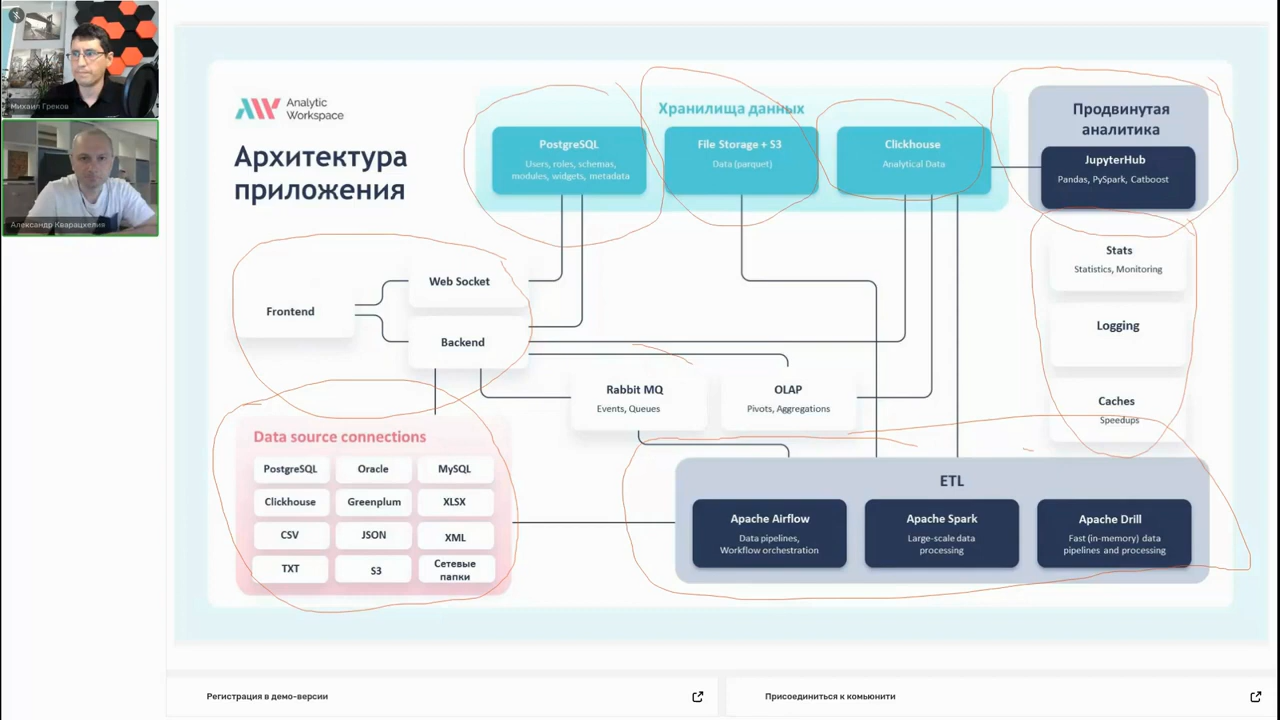 Михаил Греков
Александр Кварацхелия
Analytic
Workspace
Архитектура
приложения
Хранилища данных
PostgreSQL
Users, roles, schemas,
modules, widgets, metadata
File Storage + S3
Data (parquet)
Clickhouse
Analytical Data
Продвинутая
аналитика
JupyterHub
Pandas, PySpark, Catboost
Stats
Statistics, Monitoring
Logging
Caches
Speedups
Frontend
Web Socket
Backend
Rabbit MQ
Events, Queues
OLAP
Pivots, Aggregations
Data source connections
PostgreSQL
Oracle
MySQL
Clickhouse
Greenplum
XLSX
CSV
JSON
XML
TXT
S3
Сетевые
папки
ETL
Apache Airflow
Data pipelines,
Workflow orchestration
Apache Spark
Large-scale data
processing
Apache Drill
Fast (in-memory) data
pipelines and processing
Регистрация в демо-версии
Присоединиться к комьюнити